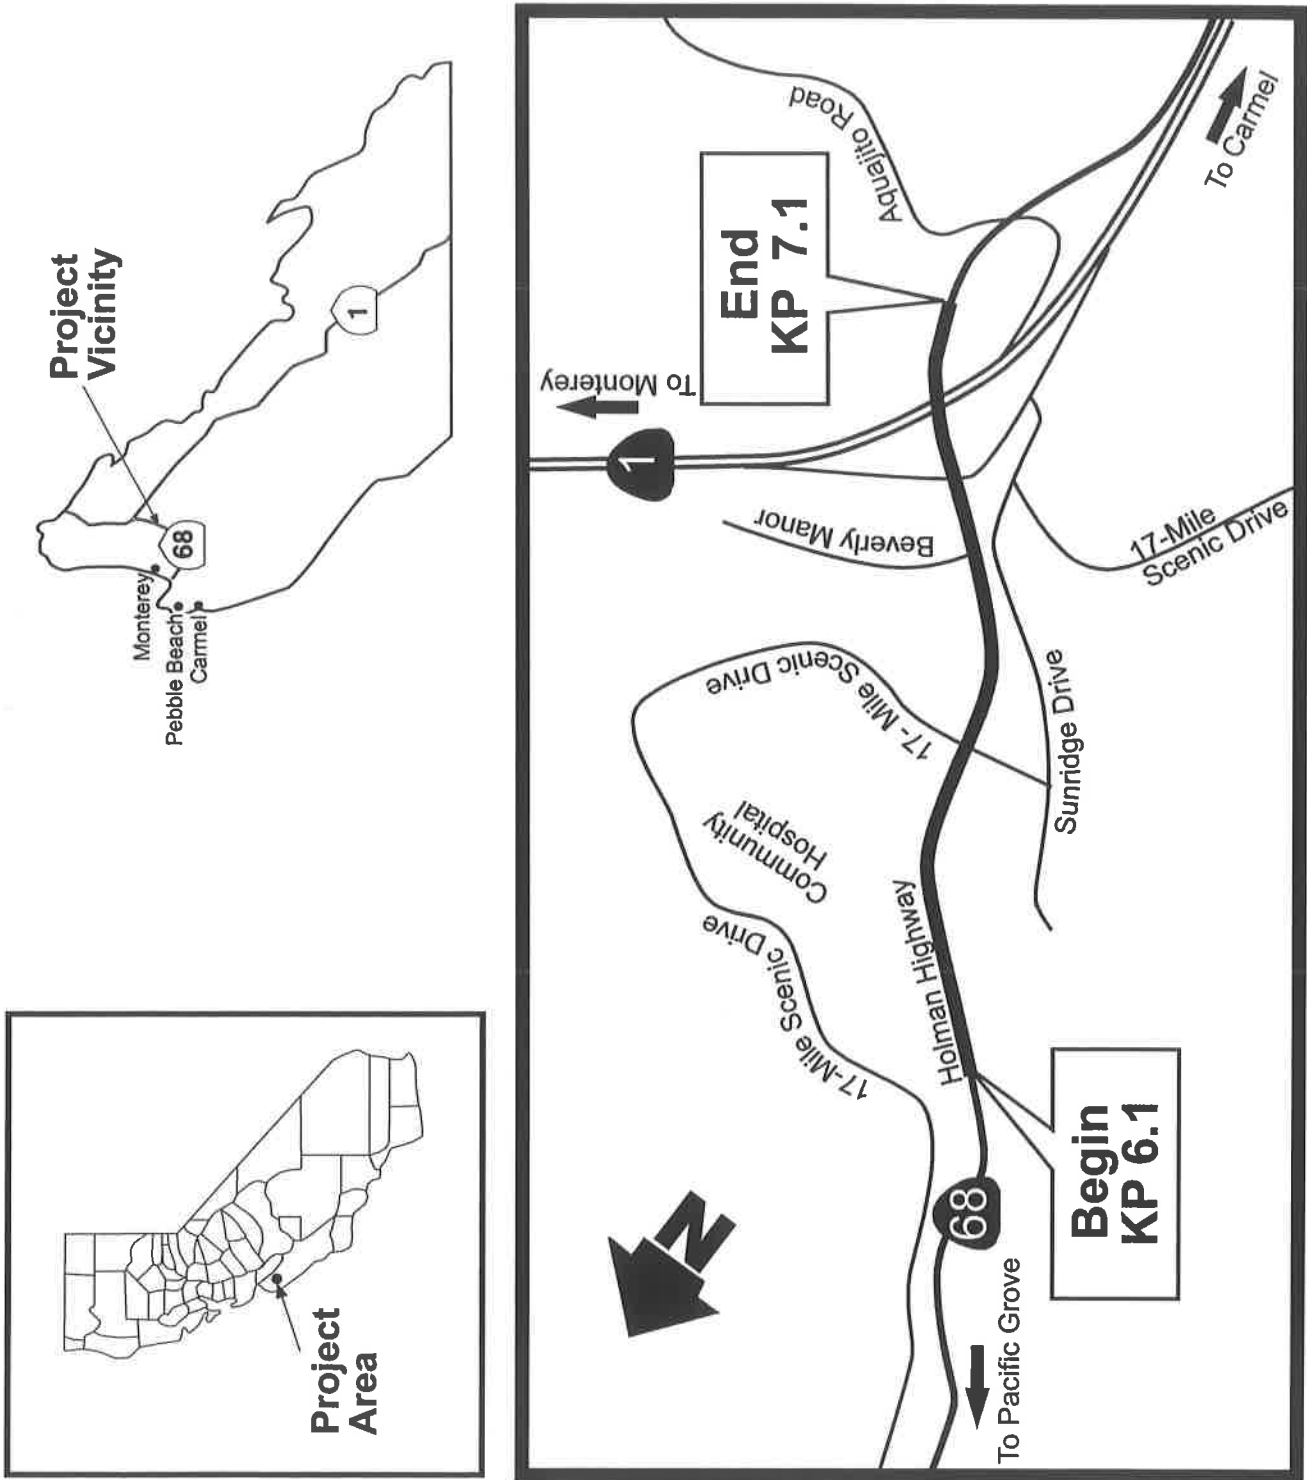 Project
Area
Monterey
Pebble Beach
Carmel
68
Project
Vicinity
1
To Pacific Grove
68
Begin
KP 6.1
Holman Highway
17-Mile Scenic Drive
Community
Hospital
17- Mile Scenic Drive
Sunridge Drive
Beverly Manor
17-Mile
Scenic Drive
1
To Monterey
End
KP 7.1
Aquajito Road
To Carmel
N